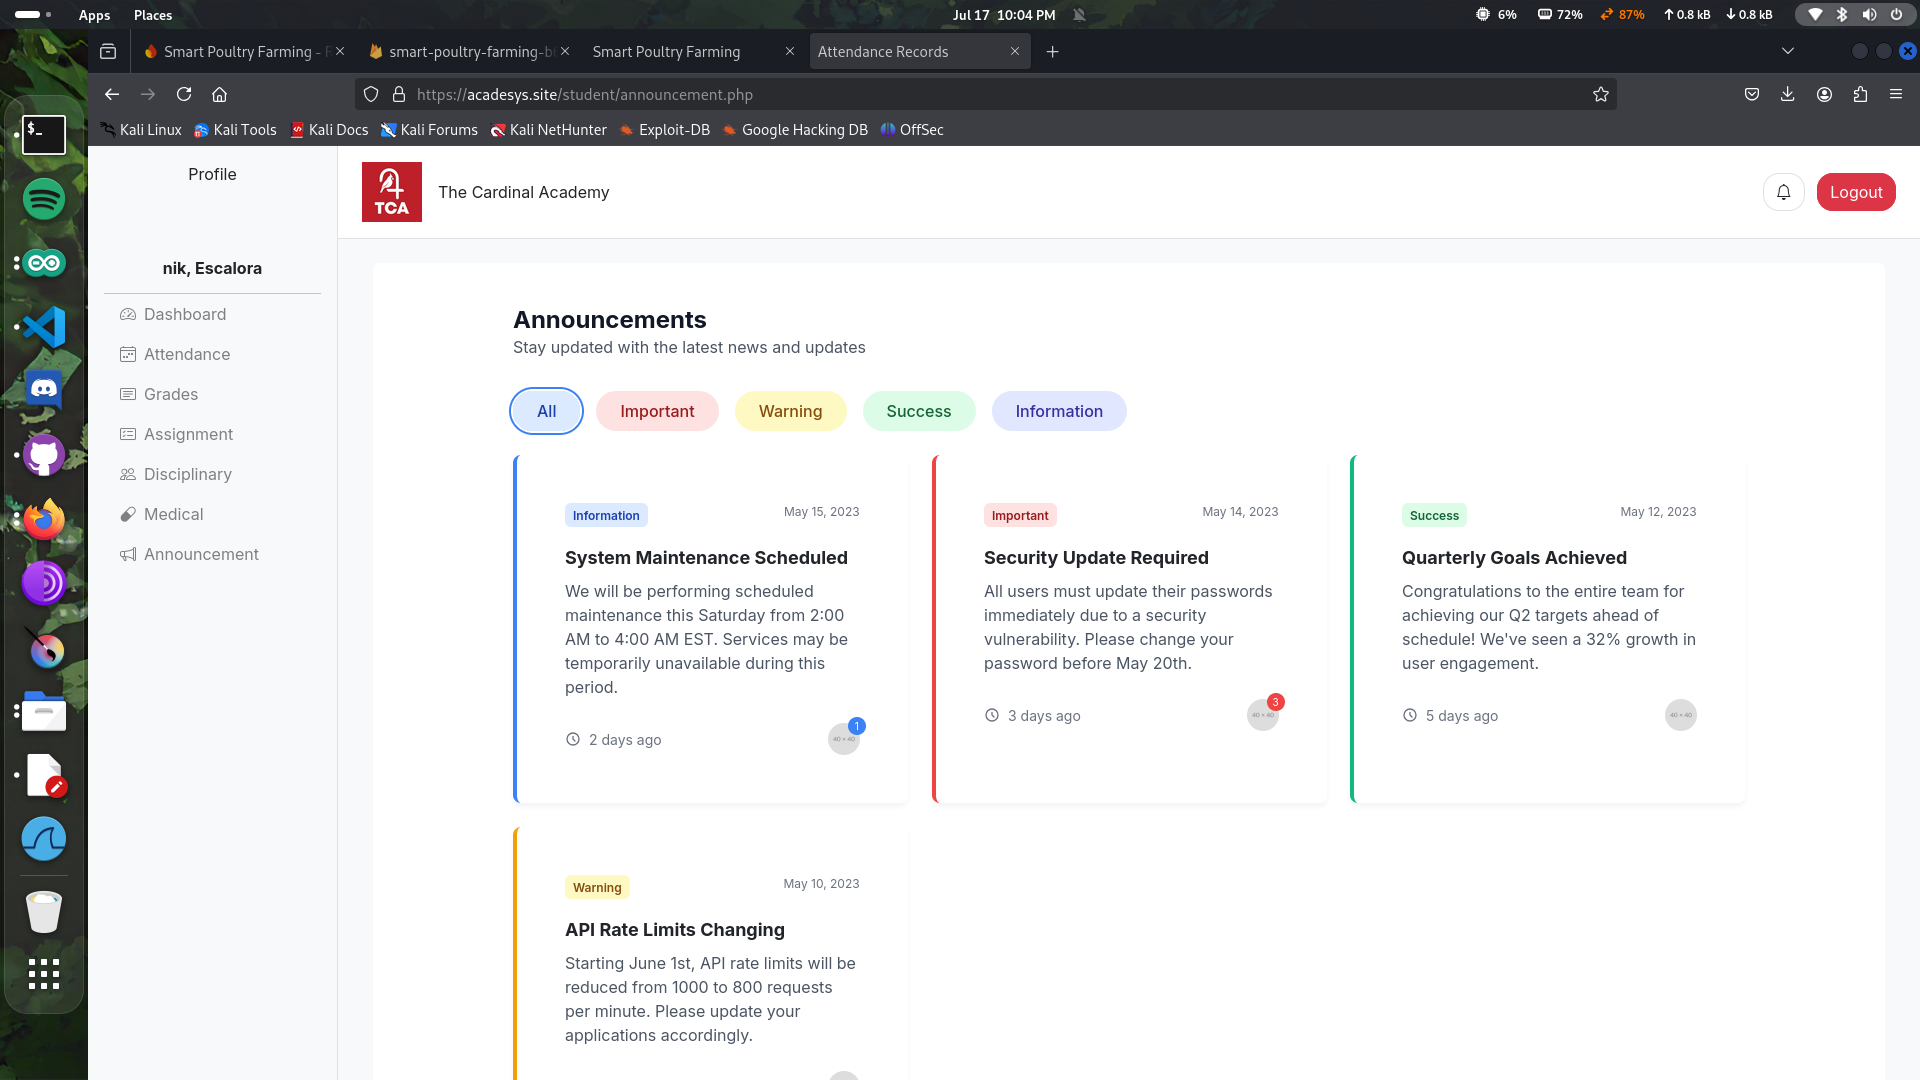 Apps Places Jul 17 10:04 PM 6% 72% 87% 0.8 kB 0.8 kB
Smart Poultry Farming - F smart-poultry-farming-b Smart Poultry Farming Attendance Records
https://acadesys.site/student/announcement.php
Kali Linux Kali Tools Kali Docs Kali Forums Kali NetHunter Exploit-DB Google Hacking DB OffSec
Profile
nik, Escalora
Dashboard
Attendance
Grades
Assignment
Disciplinary
Medical
Announcement
TCA
The Cardinal Academy
Logout
Announcements
Stay updated with the latest news and updates
All Important Warning Success Information
Information May 15, 2023
System Maintenance Scheduled
We will be performing scheduled
maintenance this Saturday from 2:00
AM to 4:00 AM EST. Services may be
temporarily unavailable during this
period.
2 days ago
40 × 40
1
Important May 14, 2023
Security Update Required
All users must update their passwords
immediately due to a security
vulnerability. Please change your
password before May 20th.
3 days ago
40 × 40
3
Success May 12, 2023
Quarterly Goals Achieved
Congratulations to the entire team for
achieving our Q2 targets ahead of
schedule! We've seen a 32% growth in
user engagement.
5 days ago
40 × 40
Warning May 10, 2023
API Rate Limits Changing
Starting June 1st, API rate limits will be
reduced from 1000 to 800 requests
per minute. Please update your
applications accordingly.